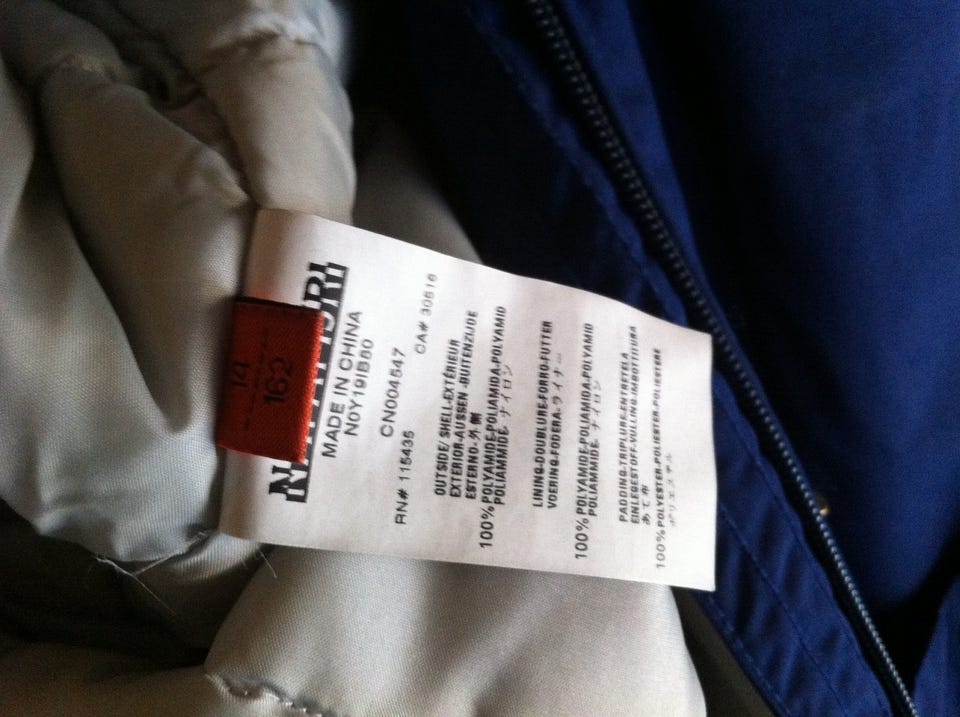 14
162
MADE IN CHINA
N0Y19IB80
CN004547
RN# 115435 CA# 30516
OUTSIDE/ SHELL-EXTÉRIEUR
EXTERIOR-AUSSEN-BUITENZIJDE
ESTERNO-外側
100% POLYAMIDE-POLIAMIDA-POLYAMID
POLIAMMIDE-ナイロン
LINING-DOUBLURE-FORRO-FUTTER
VOERING-FODERA-ライナー
100% POLYAMIDE-POLIAMIDA-POLYAMID
POLIAMMIDE-ナイロン
PADDING-TRIPLURE-ENTRETELA
EINLEGESTOFF-VULLING-IMBOTTITURA
あて布
100% POLYESTER-POLIESTER-POLIESTERE
ポリエステル